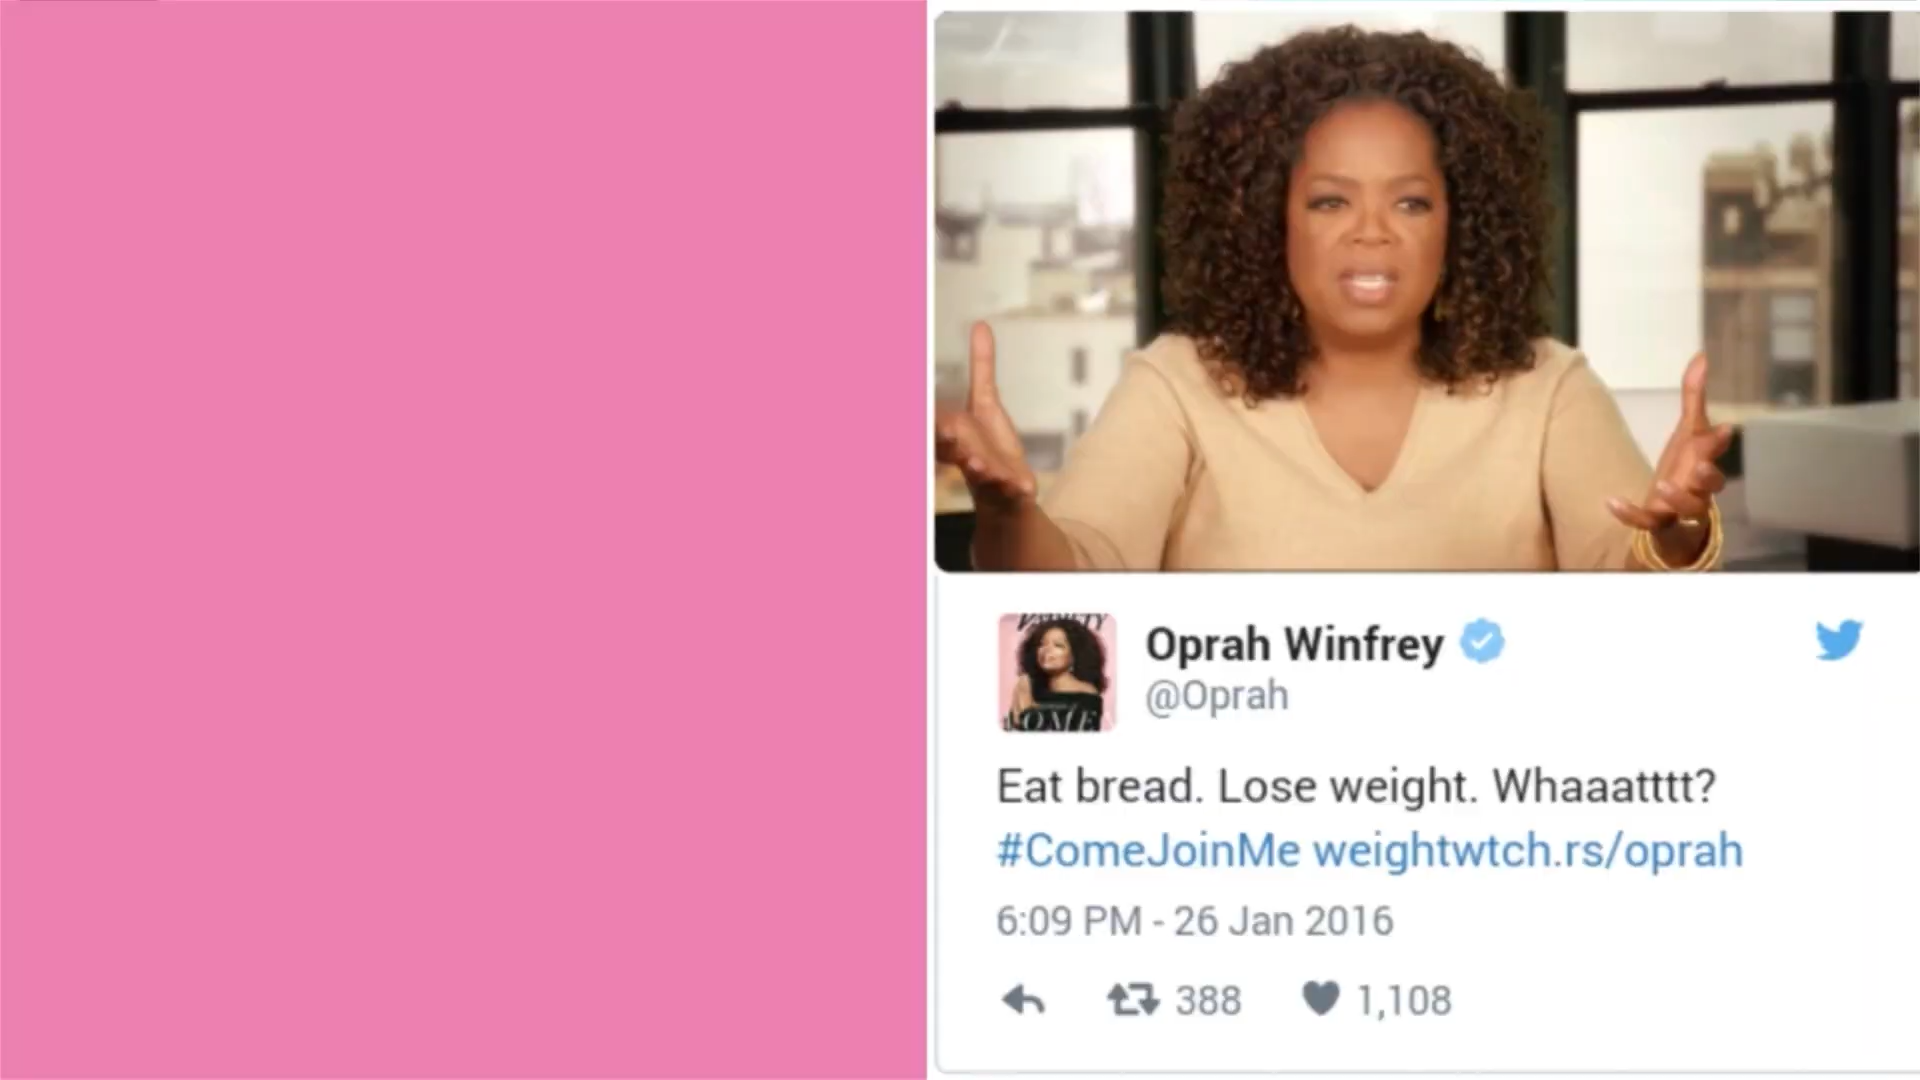 VARIETY
Oprah Winfrey
@Oprah
Eat bread. Lose weight. Whaaatttt?
#ComeJoinMe weightwtch.rs/oprah
6:09 PM - 26 Jan 2016
388 1,108